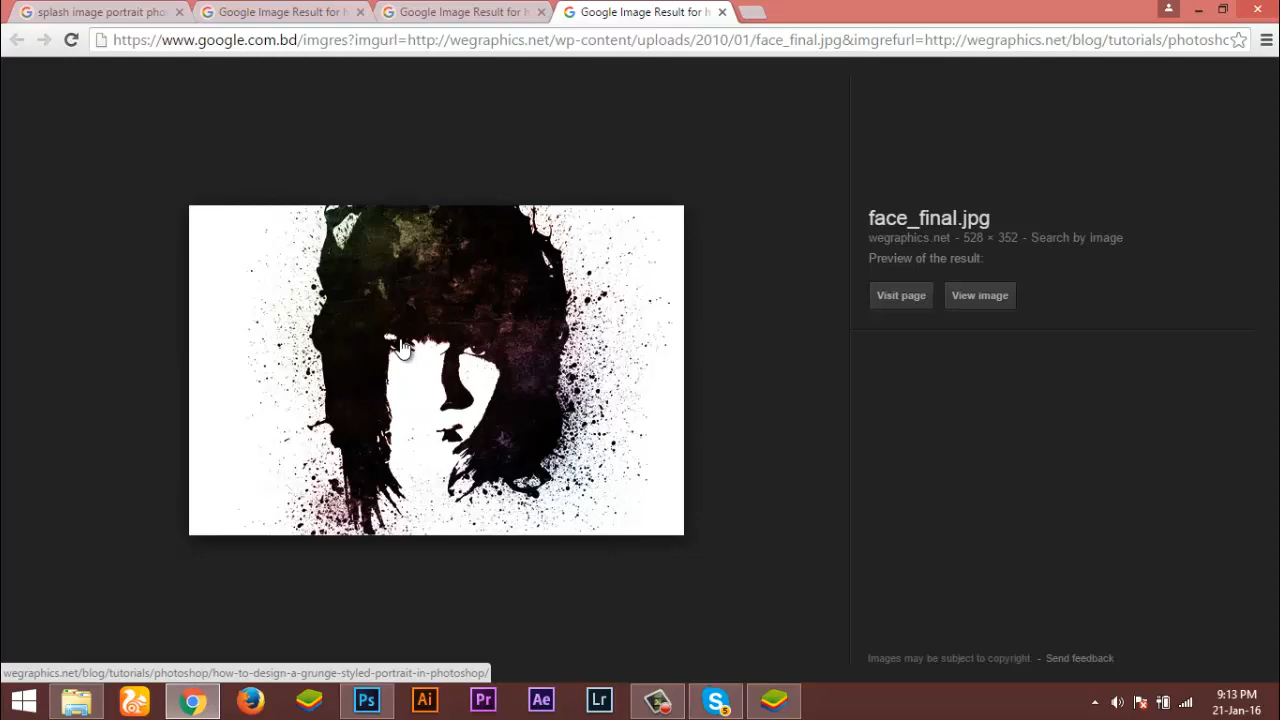 splash image portrait pho
Google Image Result for h
Google Image Result for h
Google Image Result for h
https://www.google.com.bd/imgres?imgurl=http://wegraphics.net/wp-content/uploads/2010/01/face_final.jpg&imgrefurl=http://wegraphics.net/blog/tutorials/photoshc
face_final.jpg
wegraphics.net - 528 × 352 - Search by image
Preview of the result:
Visit page
View image
Images may be subject to copyright. - Send feedback
wegraphics.net/blog/tutorials/photoshop/how-to-design-a-grunge-styled-portrait-in-photoshop/
Ps
Ai
Pr
Ae
Lr
5
9:13 PM
21-Jan-16